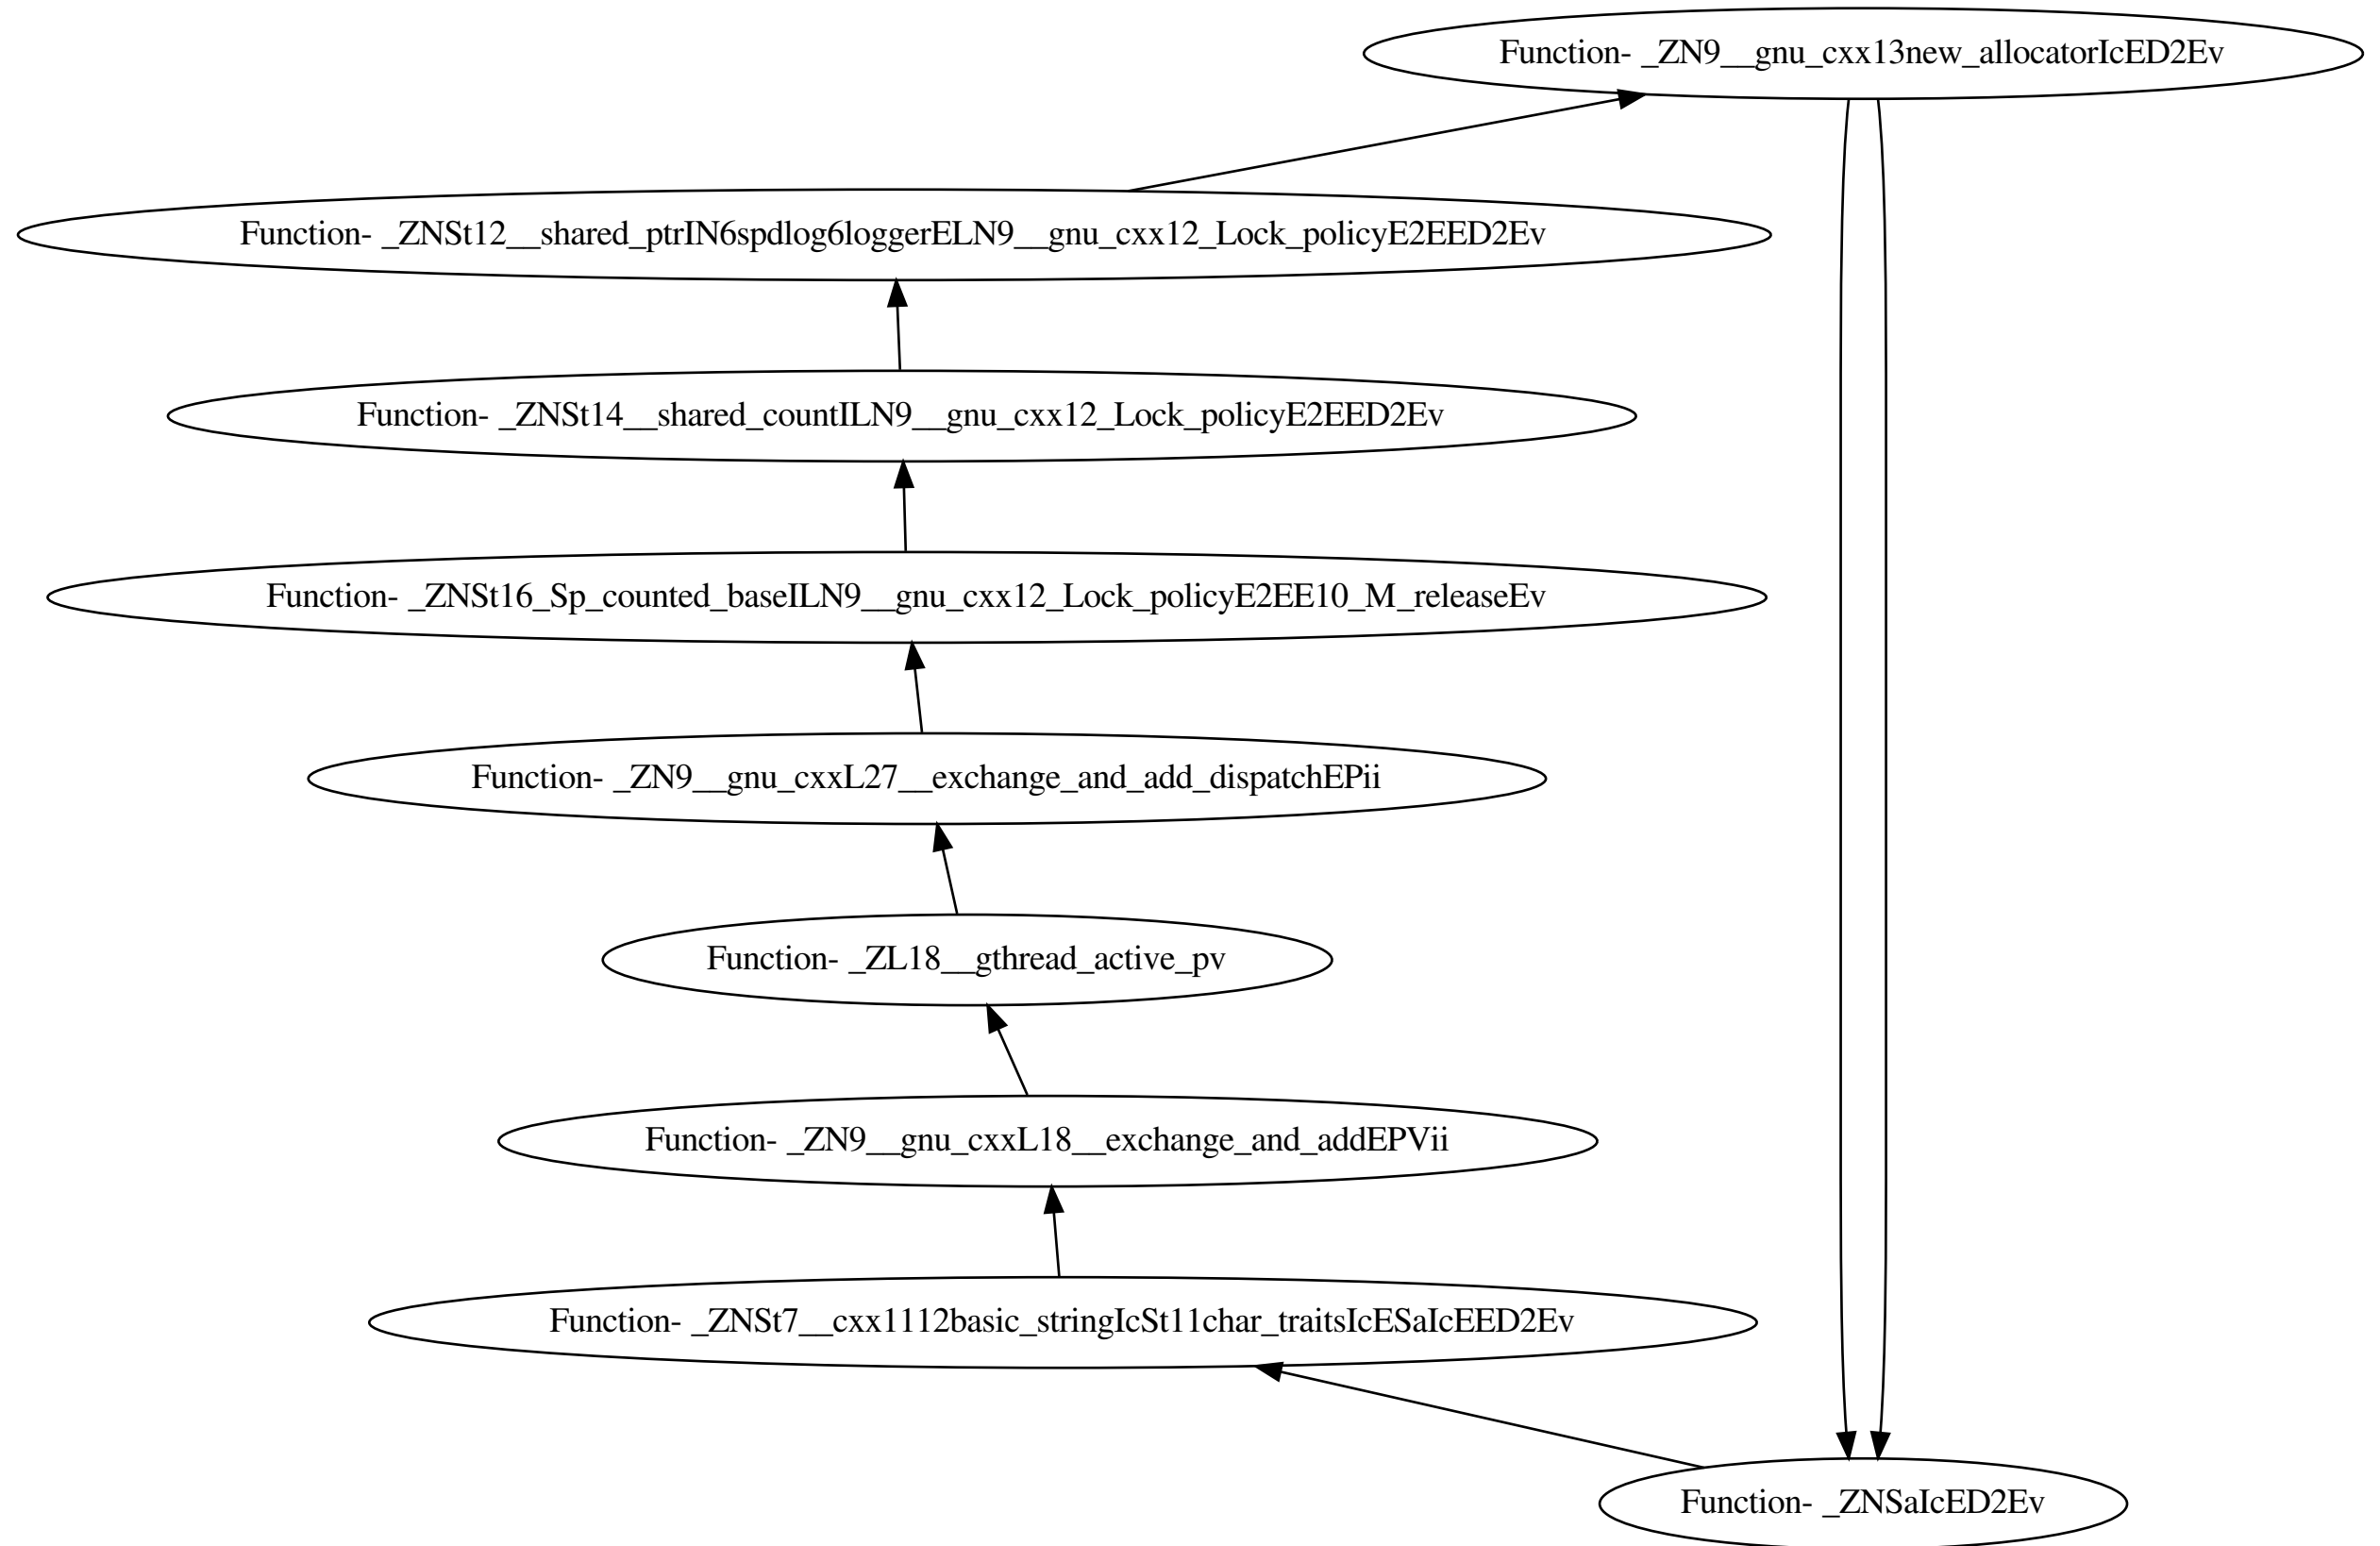 Function- _ZN9__gnu_cxx13new_allocatorIcED2Ev
Function- _ZNSt12__shared_ptrIN6spdlog6loggerELN9__gnu_cxx12_Lock_policyE2EED2Ev
Function- _ZNSt14__shared_countILN9__gnu_cxx12_Lock_policyE2EED2Ev
Function- _ZNSt16_Sp_counted_baseILN9__gnu_cxx12_Lock_policyE2EE10_M_releaseEv
Function- _ZN9__gnu_cxxL27__exchange_and_add_dispatchEPii
Function- _ZL18__gthread_active_pv
Function- _ZN9__gnu_cxxL18__exchange_and_addEPVii
Function- _ZNSt7__cxx1112basic_stringIcSt11char_traitsIcESaIcEED2Ev
Function- _ZNSaIcED2Ev